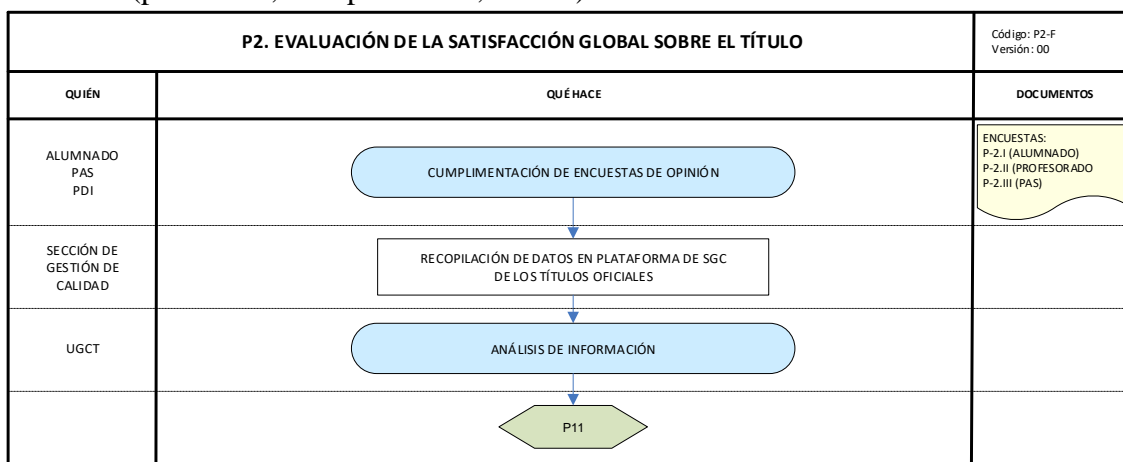 P2. EVALUACIÓN DE LA SATISFACCIÓN GLOBAL SOBRE EL TÍTULO
Código: P2-F
Versión: 00
QUIÉN
QUÉ HACE
DOCUMENTOS
ALUMNADO
PAS
PDI
CUMPLIMENTACIÓN DE ENCUESTAS DE OPINIÓN
ENCUESTAS:
P-2.I (ALUMNADO)
P-2.II (PROFESORADO
P-2.III (PAS)
SECCIÓN DE
GESTIÓN DE
CALIDAD
RECOPILACIÓN DE DATOS EN PLATAFORMA DE SGC
DE LOS TÍTULOS OFICIALES
UGCT
ANÁLISIS DE INFORMACIÓN
P11